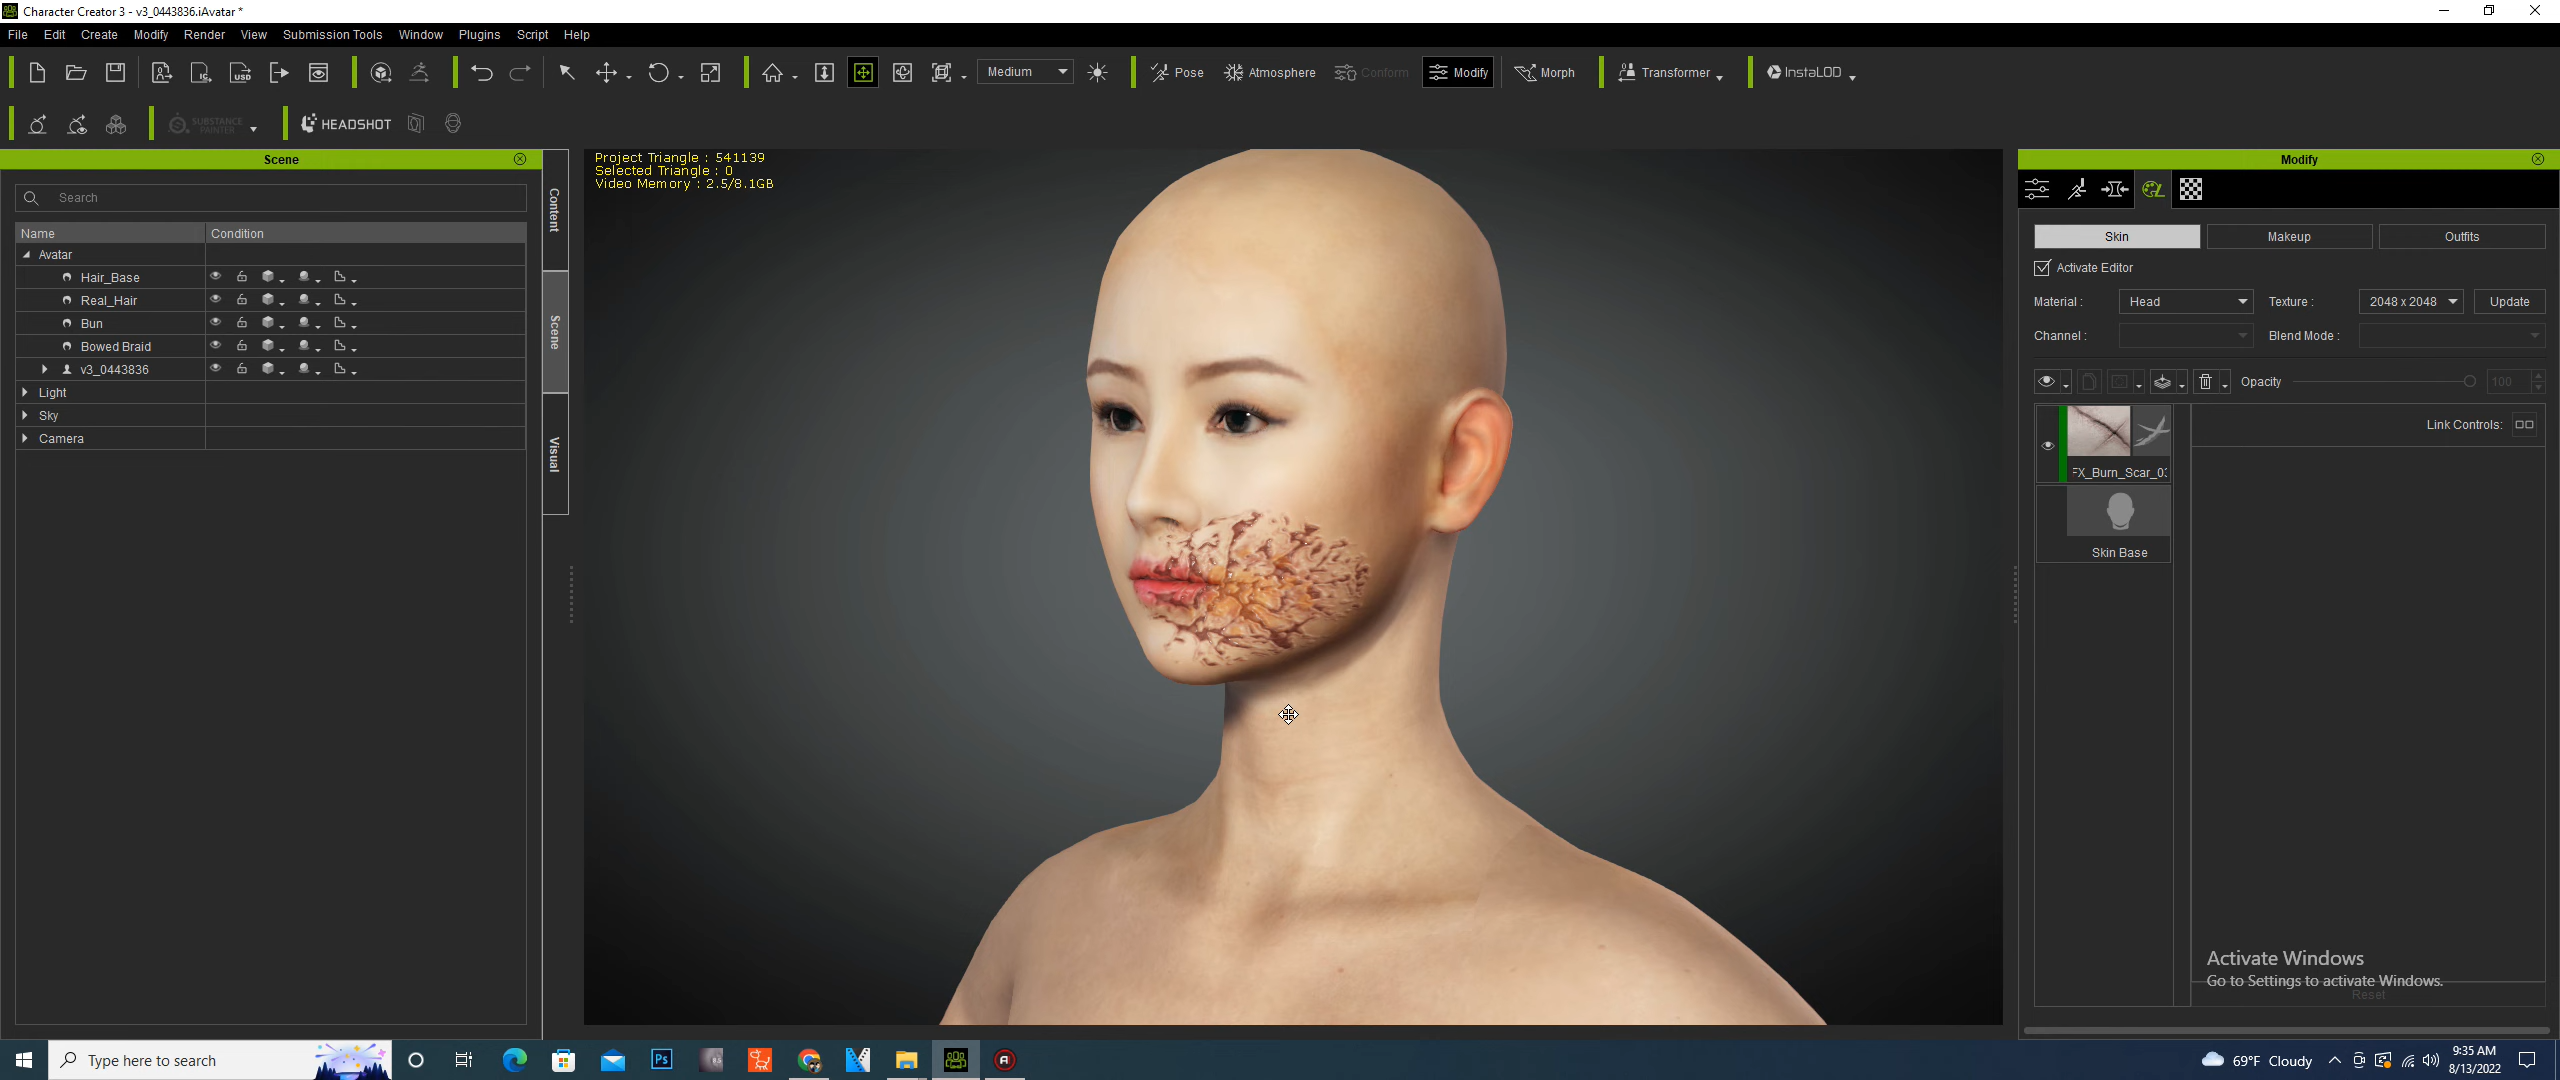 Character Creator 3 - v3_0443836.iAvatar *
File Edit Create Modify Render View Submission Tools Window Plugins Script Help
Medium Pose Atmosphere Conform Modify Morph Transformer InstaLOD
SUBSTANCE PAINTER HEADSHOT
Scene
Search
Name Condition
Avatar
Hair_Base
Real_Hair
Bun
Bowed Braid
v3_0443836
Light
Sky
Camera
Content
Scene
Visual
Project Triangle : 541139
Selected Triangle : 0
Video Memory : 2.5/8.1GB
Modify
Skin Makeup Outfits
Activate Editor
Material : Head Texture : 2048 x 2048 Update
Channel : Blend Mode :
Opacity 100
Link Controls:
FX_Burn_Scar_03
Skin Base
Activate Windows
Go to Settings to activate Windows.
Reset
Type here to search
Ps
69°F Cloudy
9:35 AM
8/13/2022